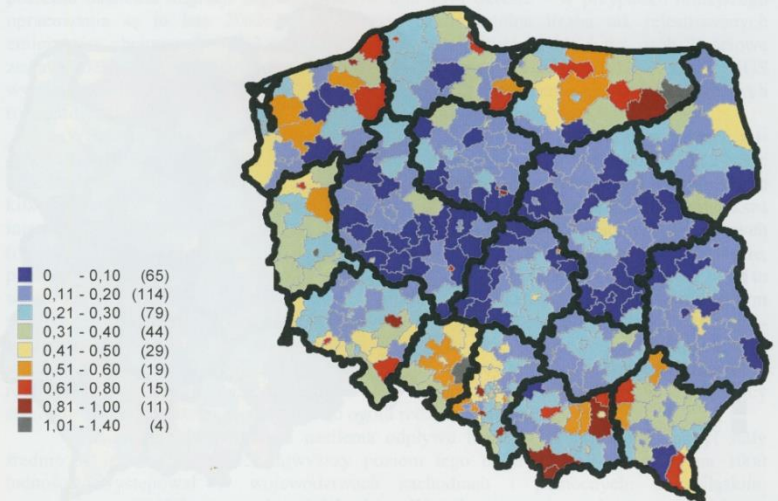 0 - 0,10 (65)
0,11 - 0,20 (114)
0,21 - 0,30 (79)
0,31 - 0,40 (44)
0,41 - 0,50 (29)
0,51 - 0,60 (19)
0,61 - 0,80 (15)
0,81 - 1,00 (11)
1,01 - 1,40 (4)